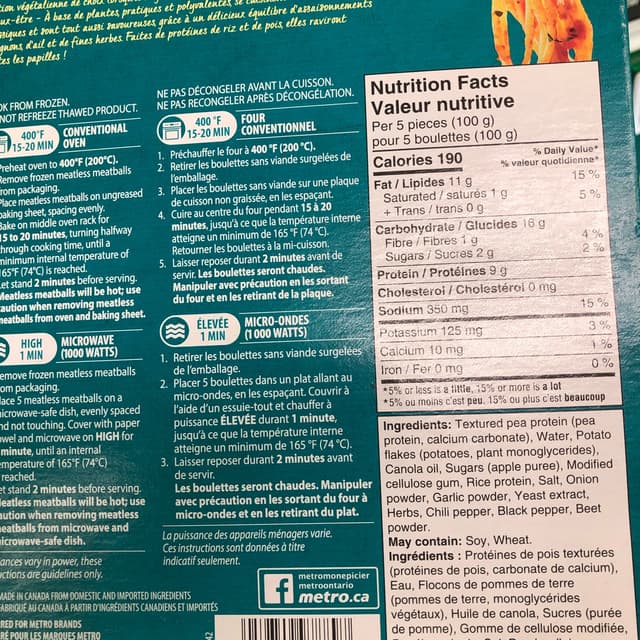 tion végétalienne de choix
ux-être - À base de plantes, pratiques et polyvalentes,
et sont tout aussi savoureuses, grâce à un délicieux équilibre d'assaisonnements
d'ail et de fines herbes. Faites de protéines de riz et de pois, elles raviront
les papilles !
FROM FROZEN.
NOT REFREEZE THAWED PRODUCT.
400°F
15-20 MIN
CONVENTIONAL
OVEN
Preheat oven to 400°F (200°C).
Remove frozen meatless meatballs
from packaging.
Place meatless meatballs on ungreased
baking sheet, spacing evenly.
Bake on middle oven rack for
15 to 20 minutes, turning halfway
through cooking time, until a
minimum internal temperature of
165°F (74°C) is reached.
Let stand 2 minutes before serving.
Meatless meatballs will be hot; use
caution when removing meatless
meatballs from oven and baking sheet.
HIGH
1 MIN
MICROWAVE
(1000 WATTS)
emove frozen meatless meatballs
om packaging.
lace 5 meatless meatballs on a
icrowave-safe dish, evenly spaced
nd not touching. Cover with paper
owel and microwave on HIGH for
minute, until an internal
emperature of 165°F (74°C)
reached.
et stand 2 minutes before serving.
eatless meatballs will be hot; use
aution when removing meatless
eatballs from microwave and
icrowave-safe dish.
ances vary in power, these
uctions are guidelines only.
MADE IN CANADA FROM DOMESTIC AND IMPORTED INGREDIENTS
FABRIQUÉ AU CANADA À PARTIR D'INGRÉDIENTS CANADIENS ET IMPORTÉS
RED FOR METRO BRANDS
RÉ POUR LES MARQUES METRO
NE PAS DÉCONGELER AVANT LA CUISSON.
NE PAS RECONGELER APRÈS DÉCONGÉLATION.
400 °F
15-20 MIN
FOUR
CONVENTIONNEL
1. Préchauffer le four à 400 °F (200 °C).
2. Retirer les boulettes sans viande surgelées de
l'emballage.
3. Placer les boulettes sans viande sur une plaque
de cuisson non graissée, en les espaçant.
4. Cuire au centre du four pendant 15 à 20
minutes, jusqu'à ce que la température interne
atteigne un minimum de 165 °F (74 °C).
Retourner les boulettes à la mi-cuisson.
5. Laisser reposer durant 2 minutes avant de
servir. Les boulettes seront chaudes.
Manipuler avec précaution en les sortant
du four et en les retirant de la plaque.
ÉLEVÉE
1 MIN
MICRO-ONDES
(1 000 WATTS)
1. Retirer les boulettes sans viande surgelées
de l'emballage.
2. Placer 5 boulettes dans un plat allant au
micro-ondes, en les espaçant. Couvrir à
l'aide d'un essuie-tout et chauffer à
puissance ÉLEVÉE durant 1 minute,
jusqu'à ce que la température interne
atteigne un minimum de 165 °F (74 °C).
3. Laisser reposer durant 2 minutes avant
de servir.
Les boulettes seront chaudes. Manipuler
avec précaution en les sortant du four à
micro-ondes et en les retirant du plat.
La puissance des appareils ménagers varie.
Ces instructions sont données à titre
indicatif seulement.
f
metromonepicier
metroontario
metro.ca
42
Nutrition Facts
Valeur nutritive
Per 5 pieces (100 g)
pour 5 boulettes (100 g)
Calories 190
% Daily Value*
% valeur quotidienne*
Fat / Lipides 11 g 15 %
Saturated / saturés 1 g 5 %
+ Trans / trans 0 g
Carbohydrate / Glucides 16 g
Fibre / Fibres 1 g 4 %
Sugars / Sucres 2 g 2 %
Protein / Protéines 9 g
Cholesterol / Cholestérol 0 mg
Sodium 350 mg 15 %
Potassium 125 mg 3 %
Calcium 10 mg 1 %
Iron / Fer 0 mg 0 %
*5% or less is a little, 15% or more is a lot
*5% ou moins c'est peu, 15% ou plus c'est beaucoup
Ingredients: Textured pea protein (pea
protein, calcium carbonate), Water, Potato
flakes (potatoes, plant monoglycerides),
Canola oil, Sugars (apple puree), Modified
cellulose gum, Rice protein, Salt, Onion
powder, Garlic powder, Yeast extract,
Herbs, Chili pepper, Black pepper, Beet
powder.
May contain: Soy, Wheat.
Ingrédients : Protéines de pois texturées
(protéines de pois, carbonate de calcium),
Eau, Flocons de pommes de terre
(pommes de terre, monoglycérides
végétaux), Huile de canola, Sucres (purée
de pomme), Gomme de cellulose modifiée,